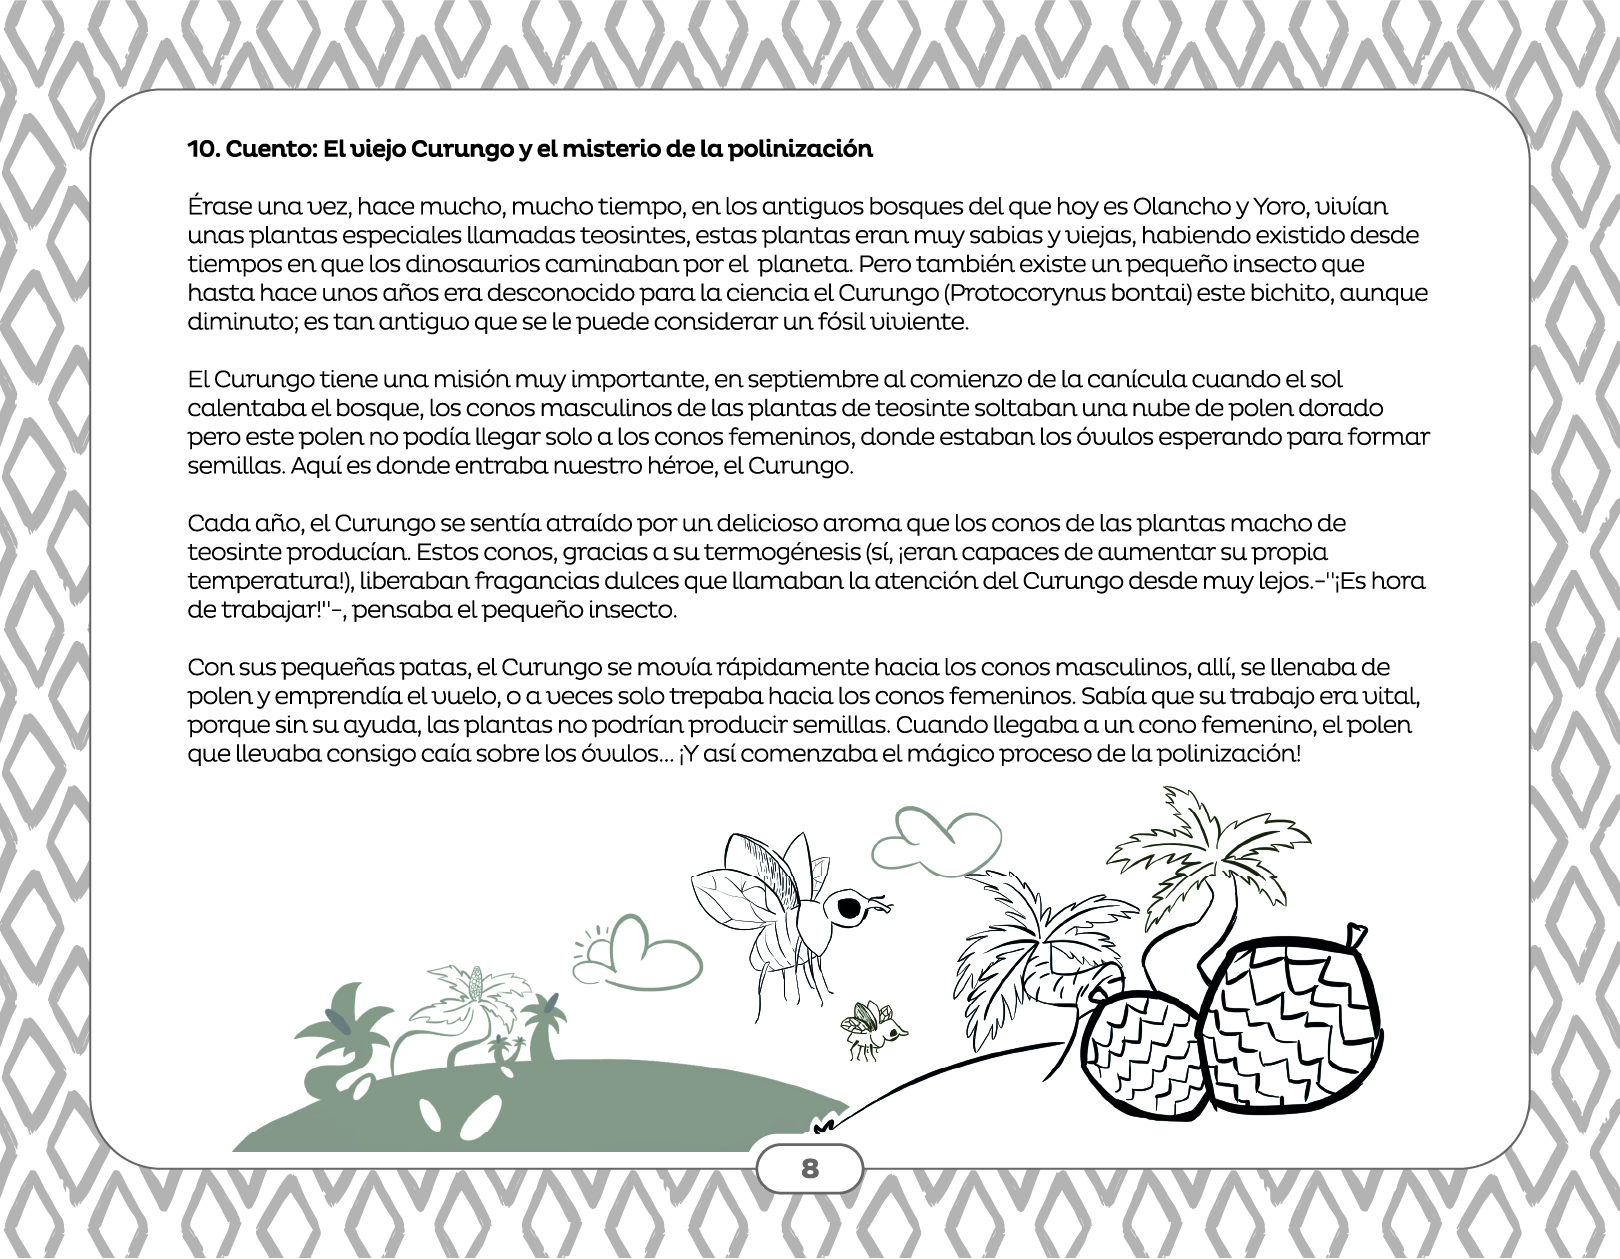 10. Cuento: El viejo Curungo y el misterio de la polinización
Érase una vez, hace mucho, mucho tiempo, en los antiguos bosques del que hoy es Olancho y Yoro, vivían
unas plantas especiales llamadas teosintes, estas plantas eran muy sabias y viejas, habiendo existido desde
tiempos en que los dinosaurios caminaban por el  planeta. Pero también existe un pequeño insecto que
hasta hace unos años era desconocido para la ciencia el Curungo (Protocorynus bontai) este bichito, aunque
diminuto; es tan antiguo que se le puede considerar un fósil viviente.
El Curungo tiene una misión muy importante, en septiembre al comienzo de la canícula cuando el sol
calentaba el bosque, los conos masculinos de las plantas de teosinte soltaban una nube de polen dorado
pero este polen no podía llegar solo a los conos femeninos, donde estaban los óvulos esperando para formar
semillas. Aquí es donde entraba nuestro héroe, el Curungo.
Cada año, el Curungo se sentía atraído por un delicioso aroma que los conos de las plantas macho de
teosinte producían. Estos conos, gracias a su termogénesis (sí, ¡eran capaces de aumentar su propia
temperatura!), liberaban fragancias dulces que llamaban la atención del Curungo desde muy lejos.-"¡Es hora
de trabajar!"-, pensaba el pequeño insecto.
Con sus pequeñas patas, el Curungo se movía rápidamente hacia los conos masculinos, allí, se llenaba de
polen y emprendía el vuelo, o a veces solo trepaba hacia los conos femeninos. Sabía que su trabajo era vital,
porque sin su ayuda, las plantas no podrían producir semillas. Cuando llegaba a un cono femenino, el polen
que llevaba consigo caía sobre los óvulos... ¡Y así comenzaba el mágico proceso de la polinización!
8